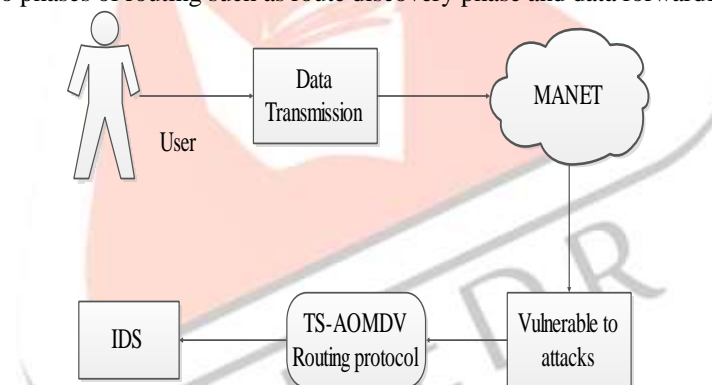 phases of routing such as route discovery phase and data
Data
Transmission
MANET
User
IDS
TS-AOMDV
Routing protocol
Vulnerable to
attacks